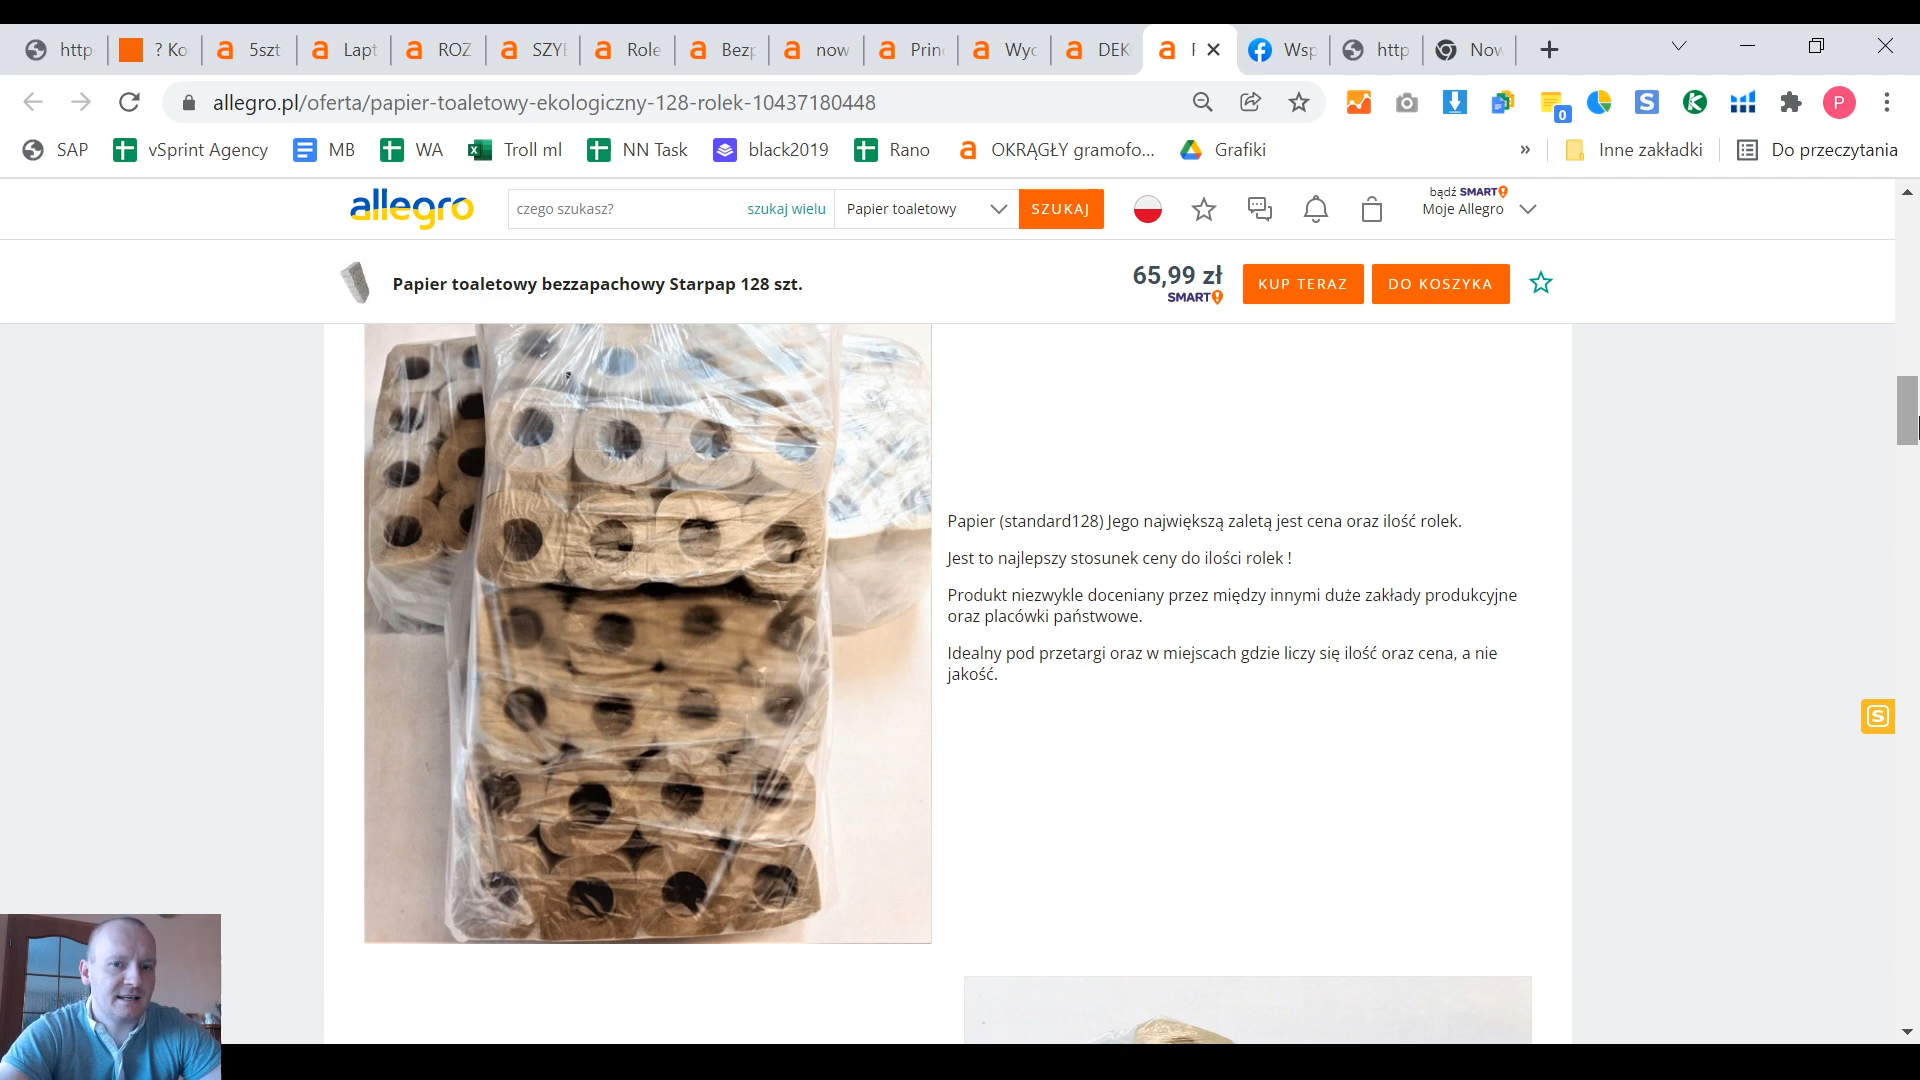 http
? Ko
5szt
Lapt
ROZ
SZYB
Role
Bezp
now
Princ
Wyc
DEK
Wsp
http
Now
allegro.pl/oferta/papier-toaletowy-ekologiczny-128-rolek-10437180448
0
S
K
P
SAP
vSprint Agency
MB
WA
Troll ml
NN Task
black2019
Rano
OKRĄGŁY gramofo...
Grafiki
»
Inne zakładki
Do przeczytania
allegro
czego szukasz?
szukaj wielu
Papier toaletowy
SZUKAJ
bądź SMART!
Moje Allegro
Papier toaletowy bezzapachowy Starpap 128 szt.
65,99 zł
SMART!
KUP TERAZ
DO KOSZYKA
Papier (standard128) Jego największą zaletą jest cena oraz ilość rolek.
Jest to najlepszy stosunek ceny do ilości rolek !
Produkt niezwykle doceniany przez między innymi duże zakłady produkcyjne
oraz placówki państwowe.
Idealny pod przetargi oraz w miejscach gdzie liczy się ilość oraz cena, a nie
jakość.
S